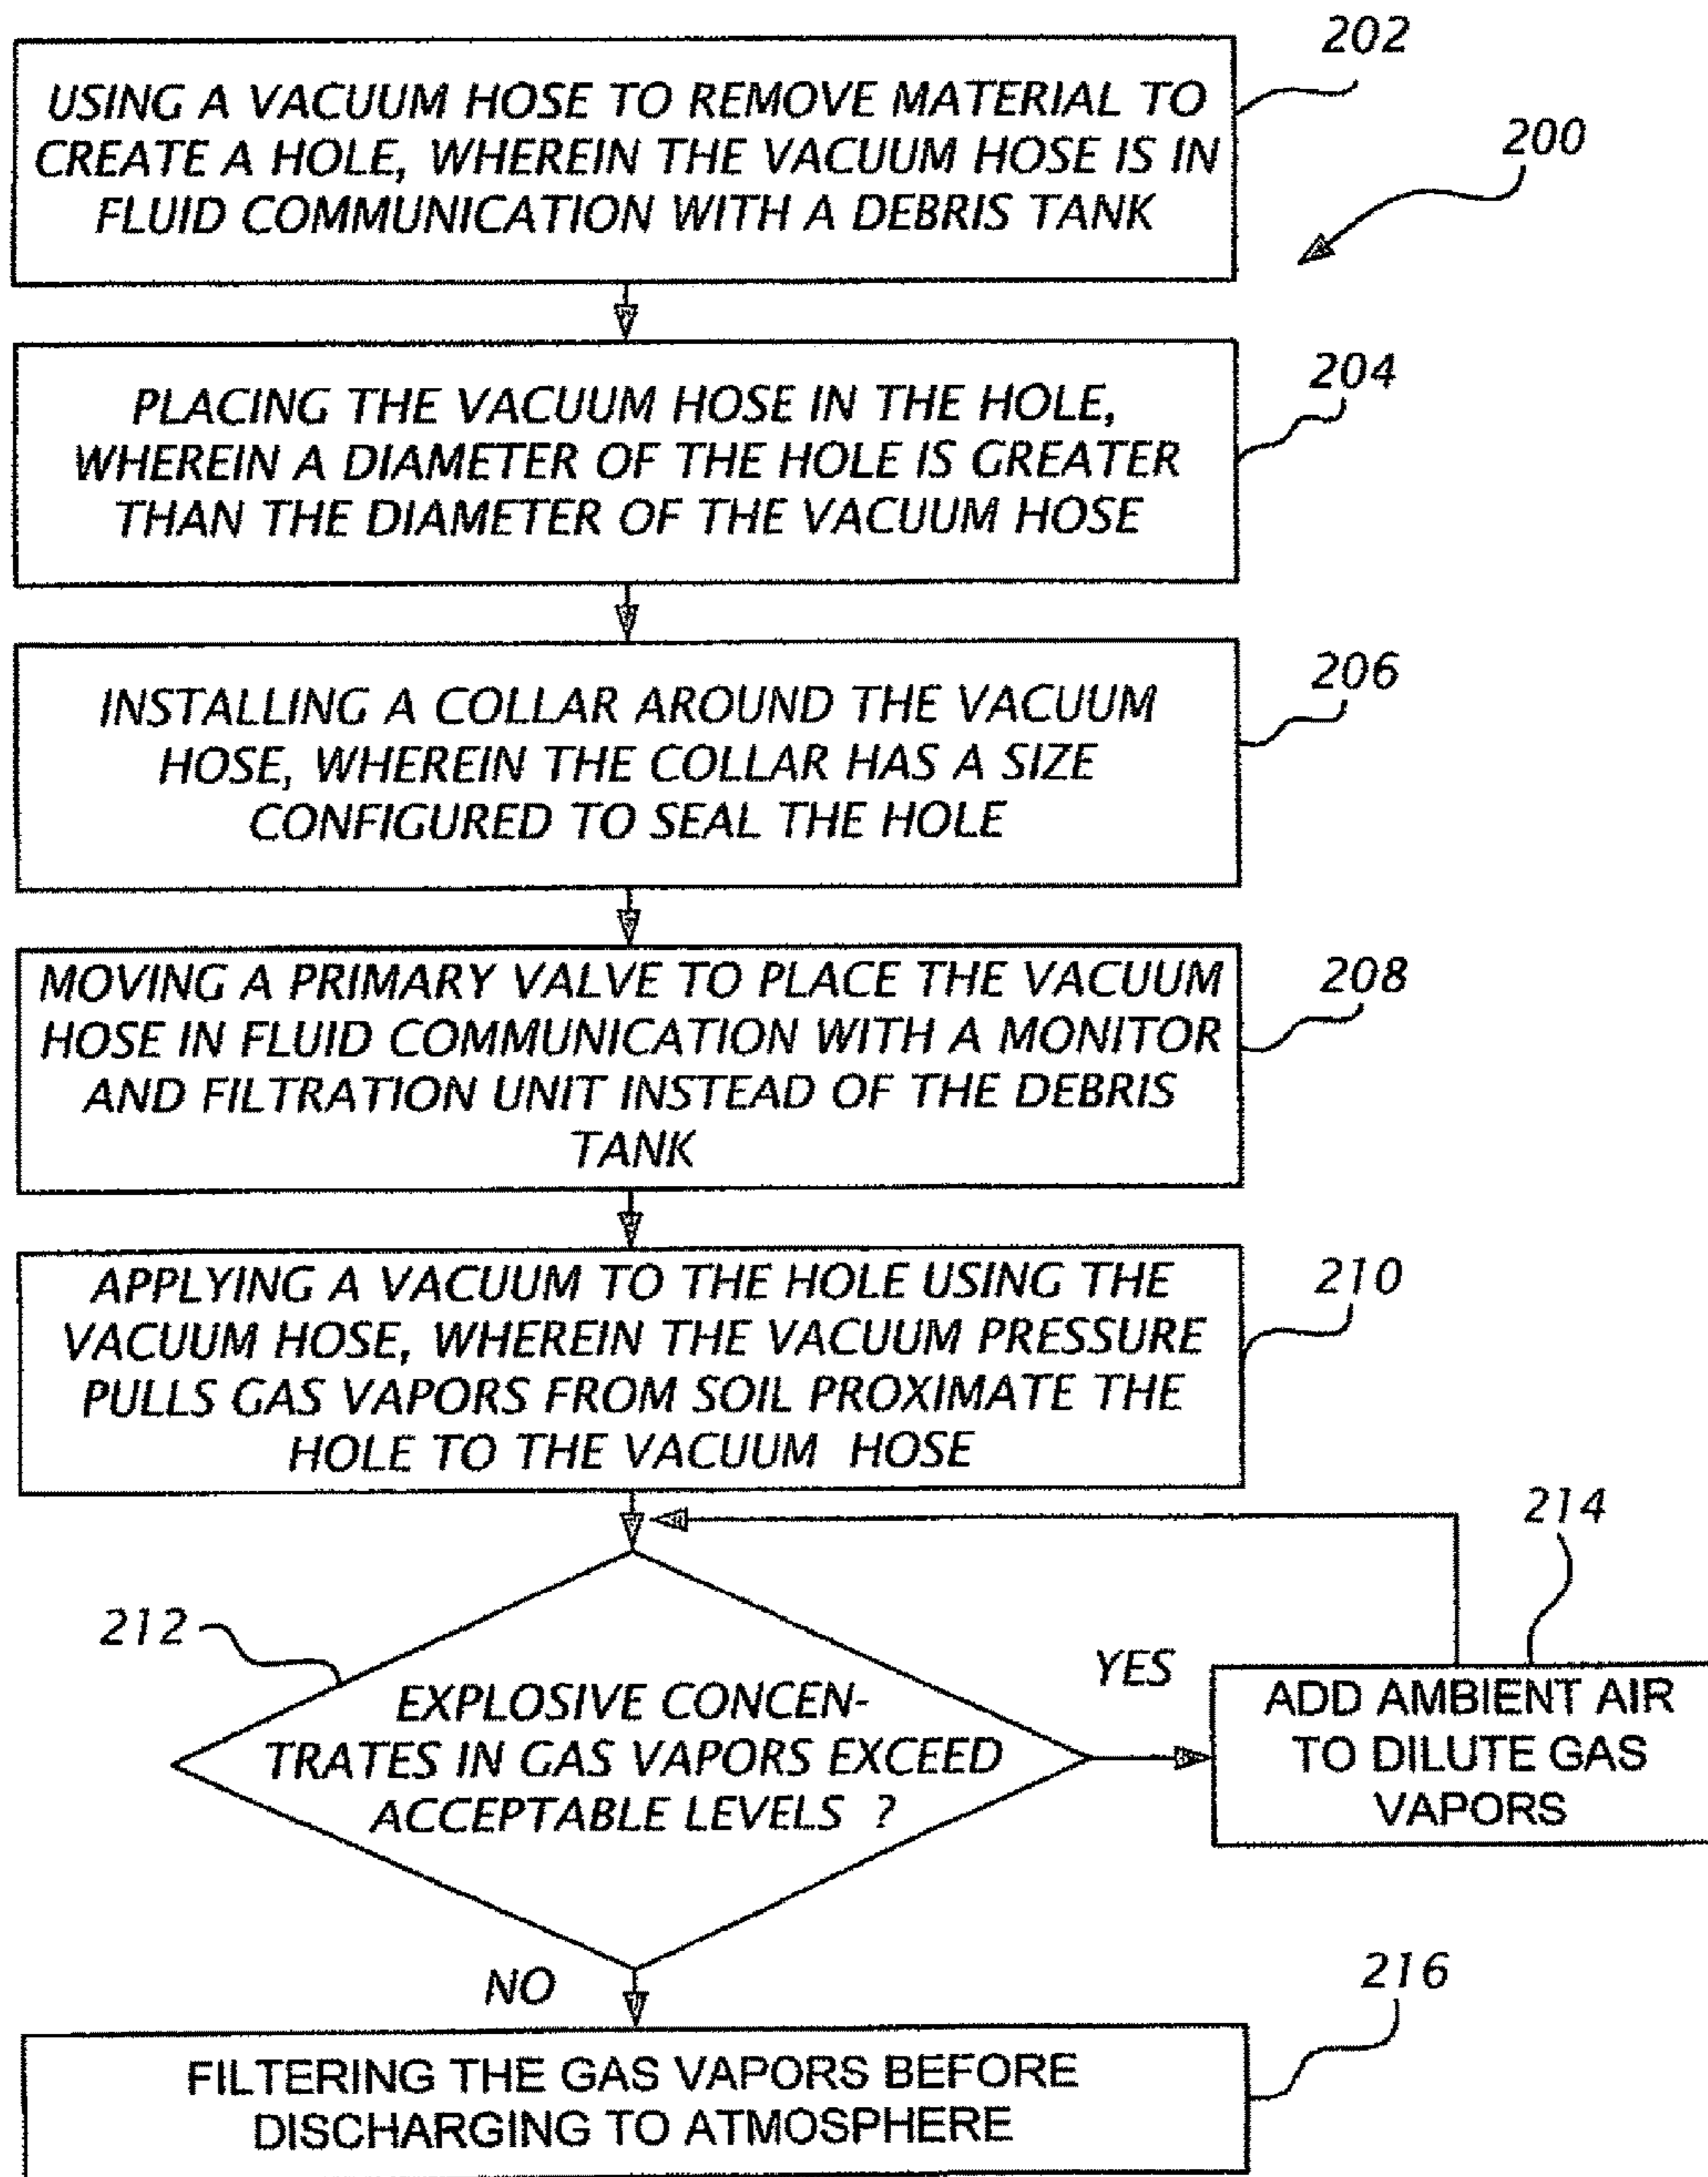 202
USING A VACUUM HOSE TO REMOVE MATERIAL TO
CREATE A HOLE, WHEREIN THE VACUUM HOSE IS IN
FLUID COMMUNICATION WITH A DEBRIS TANK
200
204
PLACING THE VACUUM HOSE IN THE HOLE,
WHEREIN A DIAMETER OF THE HOLE IS GREATER
THAN THE DIAMETER OF THE VACUUM HOSE
206
INSTALLING A COLLAR AROUND THE VACUUM
HOSE, WHEREIN THE COLLAR HAS A SIZE
CONFIGURED TO SEAL THE HOLE
208
MOVING A PRIMARY VALVE TO PLACE THE VACUUM
HOSE IN FLUID COMMUNICATION WITH A MONITOR
AND FILTRATION UNIT INSTEAD OF THE DEBRIS
TANK
210
APPLYING A VACUUM TO THE HOLE USING THE
VACUUM HOSE, WHEREIN THE VACUUM PRESSURE
PULLS GAS VAPORS FROM SOIL PROXIMATE THE
HOLE TO THE VACUUM HOSE
212
EXPLOSIVE CONCEN-
TRATES IN GAS VAPORS EXCEED
ACCEPTABLE LEVELS ?
YES
214
ADD AMBIENT AIR
TO DILUTE GAS
VAPORS
NO
216
FILTERING THE GAS VAPORS BEFORE
DISCHARGING TO ATMOSPHERE